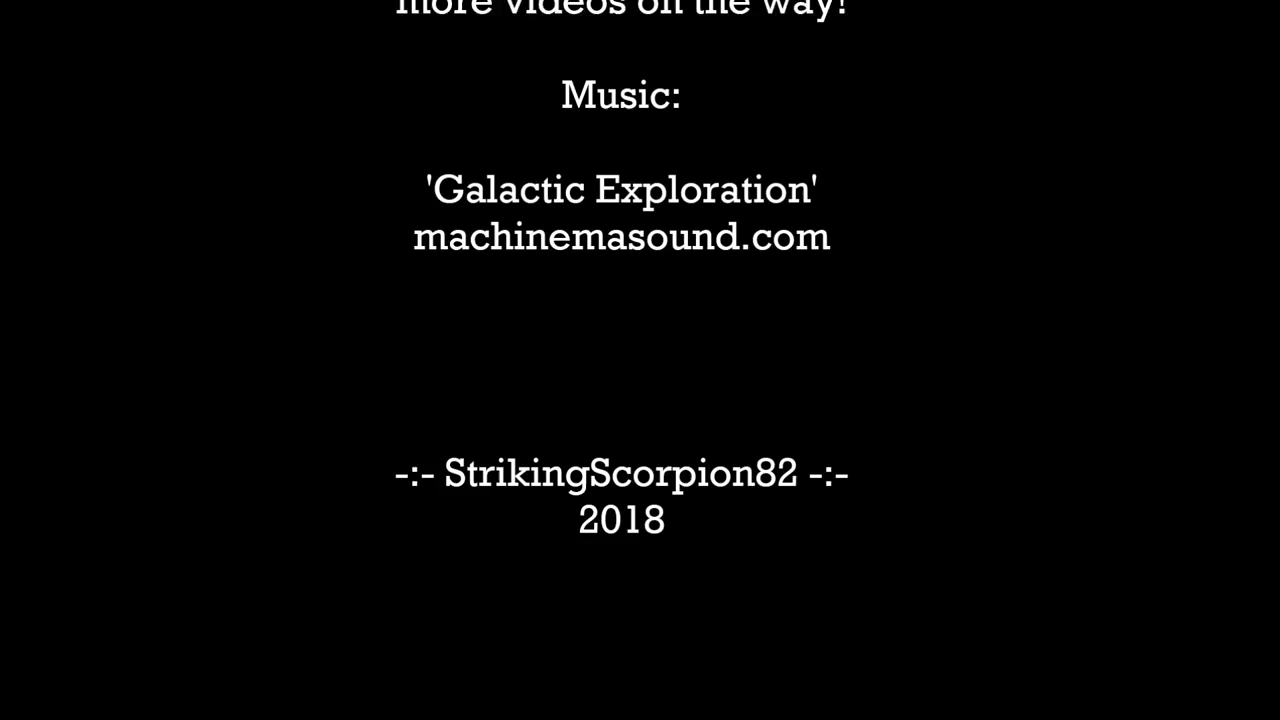 more videos on the way!
Music:
'Galactic Exploration'
machinemasound.com
-:- StrikingScorpion82 -:-
2018